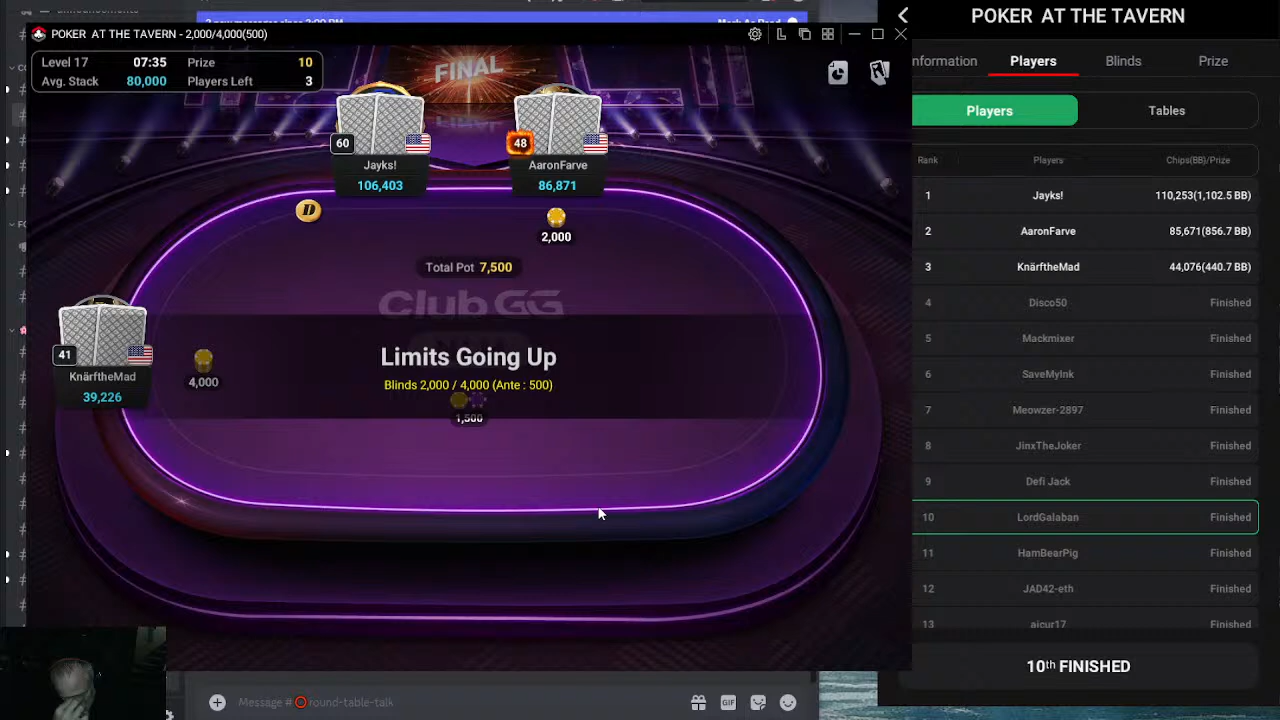 POKER AT THE TAVERN - 2,000/4,000(500)
Level 17 07:35 Prize 10
Avg. Stack 80,000 Players Left 3
FINAL
60
Jayks!
106,403
48
AaronFarve
86,871
D
2,000
Total Pot 7,500
Club GG
41
KnärftheMad
39,226
4,000
Limits Going Up
Blinds 2,000 / 4,000 (Ante : 500)
1,500
Message # round-table-talk
GIF
POKER AT THE TAVERN
nformation Players Blinds Prize
Players Tables
Rank Players Chips(BB)/Prize
1 Jayks! 110,253(1,102.5 BB)
2 AaronFarve 85,671(856.7 BB)
3 KnärftheMad 44,076(440.7 BB)
4 Disco50 Finished
5 Mackmixer Finished
6 SaveMyInk Finished
7 Meowzer-2897 Finished
8 JinxTheJoker Finished
9 Defi Jack Finished
10 LordGalaban Finished
11 HamBearPig Finished
12 JAD42-eth Finished
13 aicur17 Finished
10th FINISHED